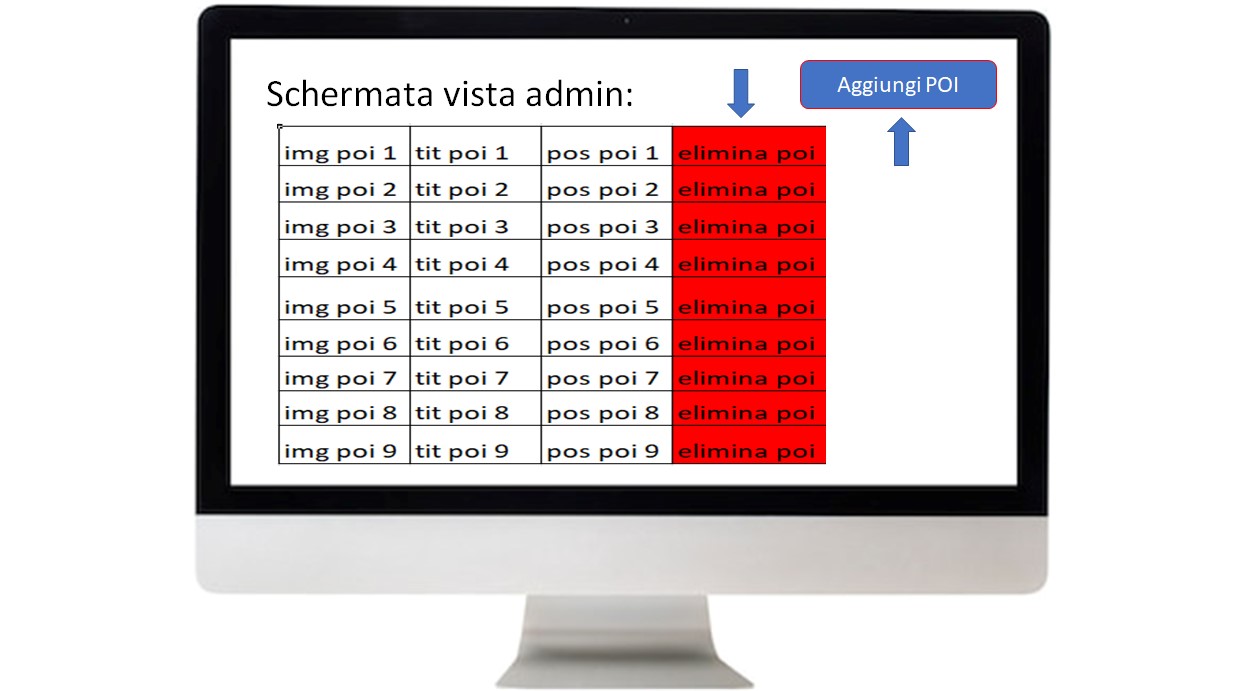 Schermata vista admin:
Aggiungi POI
img poi 1 tit poi 1 pos poi 1 elimina poi
img poi 2 tit poi 2 pos poi 2 elimina poi
img poi 3 tit poi 3 pos poi 3 elimina poi
img poi 4 tit poi 4 pos poi 4 elimina poi
img poi 5 tit poi 5 pos poi 5 elimina poi
img poi 6 tit poi 6 pos poi 6 elimina poi
img poi 7 tit poi 7 pos poi 7 elimina poi
img poi 8 tit poi 8 pos poi 8 elimina poi
img poi 9 tit poi 9 pos poi 9 elimina poi